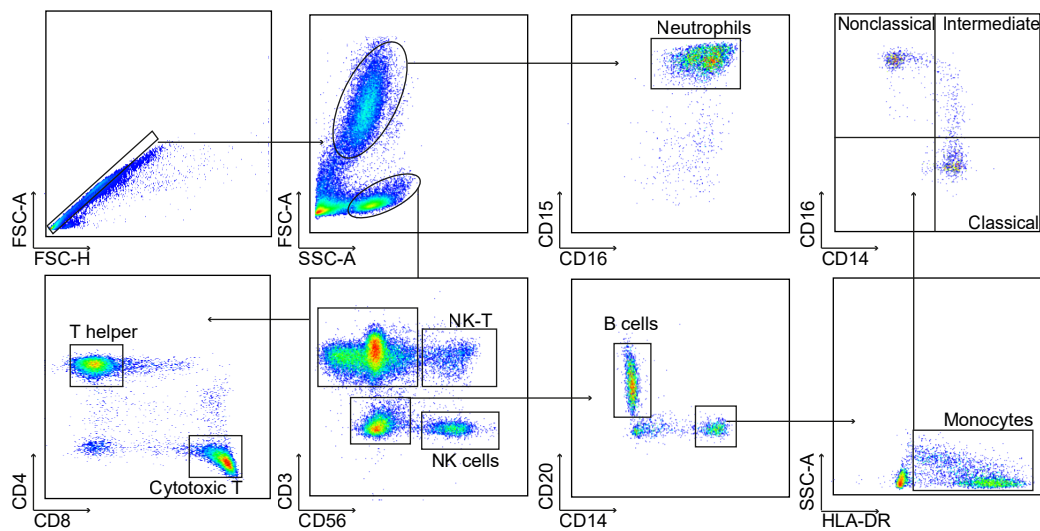 FSC-A
FSC-H
FSC-A
SSC-A
Neutrophils
CD15
CD16
Nonclassical
Intermediate
Classical
CD16
CD14
T helper
Cytotoxic T
CD4
CD8
NK-T
NK cells
CD3
CD56
B cells
CD20
CD14
Monocytes
SSC-A
HLA-DR